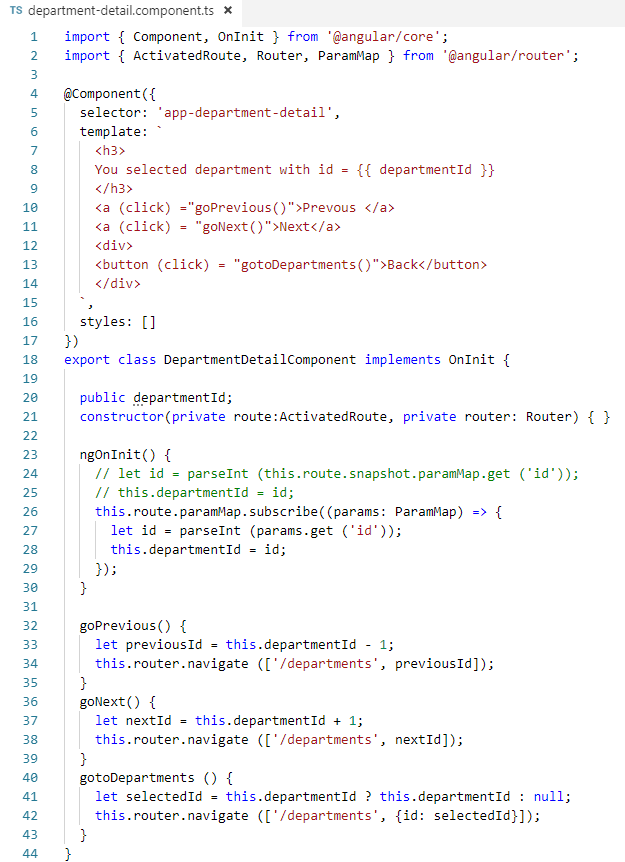 TS department-detail.component.ts ×
1 import { Component, OnInit } from '@angular/core';
2 import { ActivatedRoute, Router, ParamMap } from '@angular/router';
3
4 @Component({
5   selector: 'app-department-detail',
6   template: `
7     <h3>
8     You selected department with id = {{ departmentId }}
9     </h3>
10     <a (click) ="goPrevious()">Prevous </a>
11     <a (click) = "goNext()">Next</a>
12     <div>
13     <button (click) = "gotoDepartments()">Back</button>
14     </div>
15   `,
16   styles: []
17 })
18 export class DepartmentDetailComponent implements OnInit {
19
20   public departmentId;
21   constructor(private route:ActivatedRoute, private router: Router) { }
22
23   ngOnInit() {
24     // let id = parseInt (this.route.snapshot.paramMap.get ('id'));
25     // this.departmentId = id;
26     this.route.paramMap.subscribe((params: ParamMap) => {
27       let id = parseInt (params.get ('id'));
28       this.departmentId = id;
29     });
30   }
31
32   goPrevious() {
33     let previousId = this.departmentId - 1;
34     this.router.navigate (['/departments', previousId]);
35   }
36   goNext() {
37     let nextId = this.departmentId + 1;
38     this.router.navigate (['/departments', nextId]);
39   }
40   gotoDepartments () {
41     let selectedId = this.departmentId ? this.departmentId : null;
42     this.router.navigate (['/departments', {id: selectedId}]);
43   }
44 }